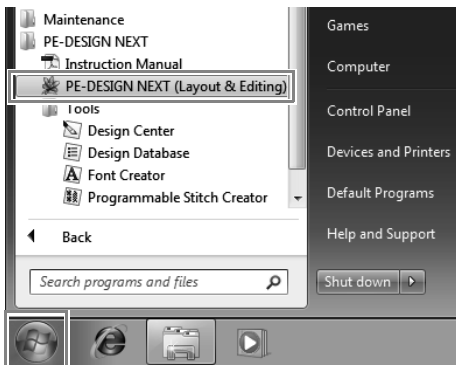 Maintenance
PE-DESIGN NEXT
Instruction Manual
PE-DESIGN NEXT (Layout & Editing)
Tools
Design Center
Design Database
Font Creator
Programmable Stitch Creator
Back
Search programs and files
Games
Computer
Control Panel
Devices and Printers
Default Programs
Help and Support
Shut down